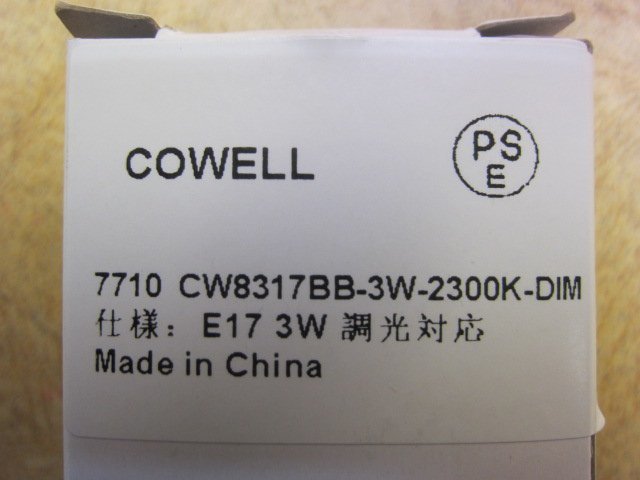 COWELL
PS
E
7710 CW8317BB-3W-2300K-DIM
仕様: E17 3W 調光対応
Made in China